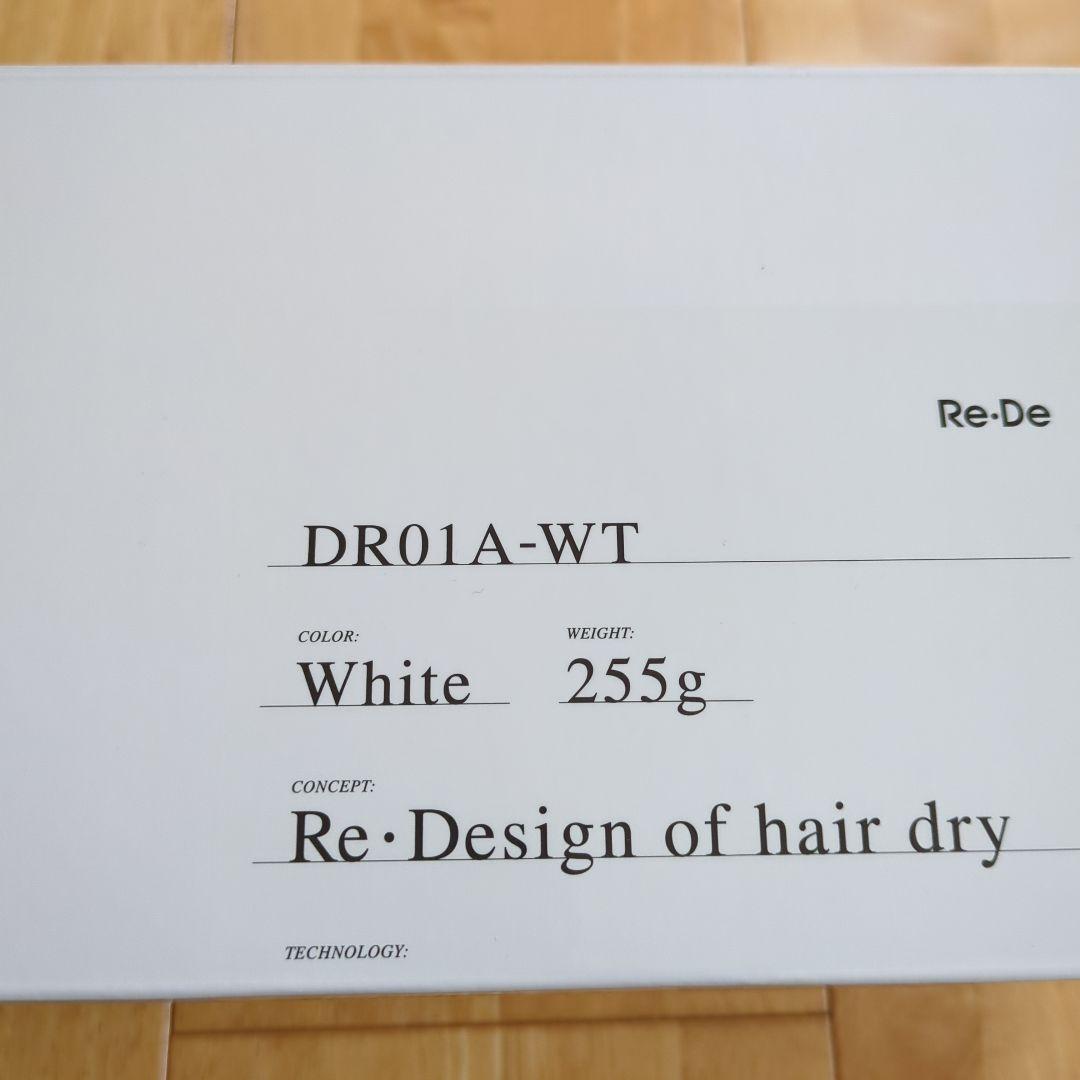 Re·De
DR01A-WT
COLOR: WEIGHT:
White 255g
CONCEPT:
Re·Design of hair dry
TECHNOLOGY: